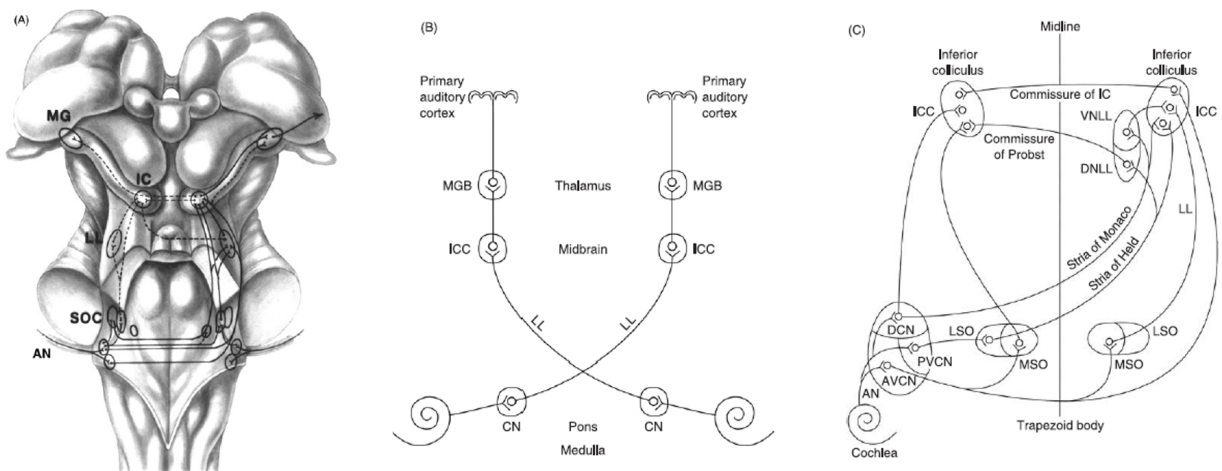 (A)
MG
IC
LL
SOC
AN
(B)
Primary
auditory
cortex
Primary
auditory
cortex
MGB
Thalamus
MGB
ICC
Midbrain
ICC
LL
LL
CN
Pons
CN
Medulla
(C)
Midline
Inferior
colliculus
Inferior
colliculus
Commissure of IC
ICC
VNLL
ICC
Commissure
of Probst
DNLL
LL
Stria of Monaco
Stria of Held
DCN
LSO
LSO
PVCN
MSO
MSO
AVCN
AN
Trapezoid body
Cochlea